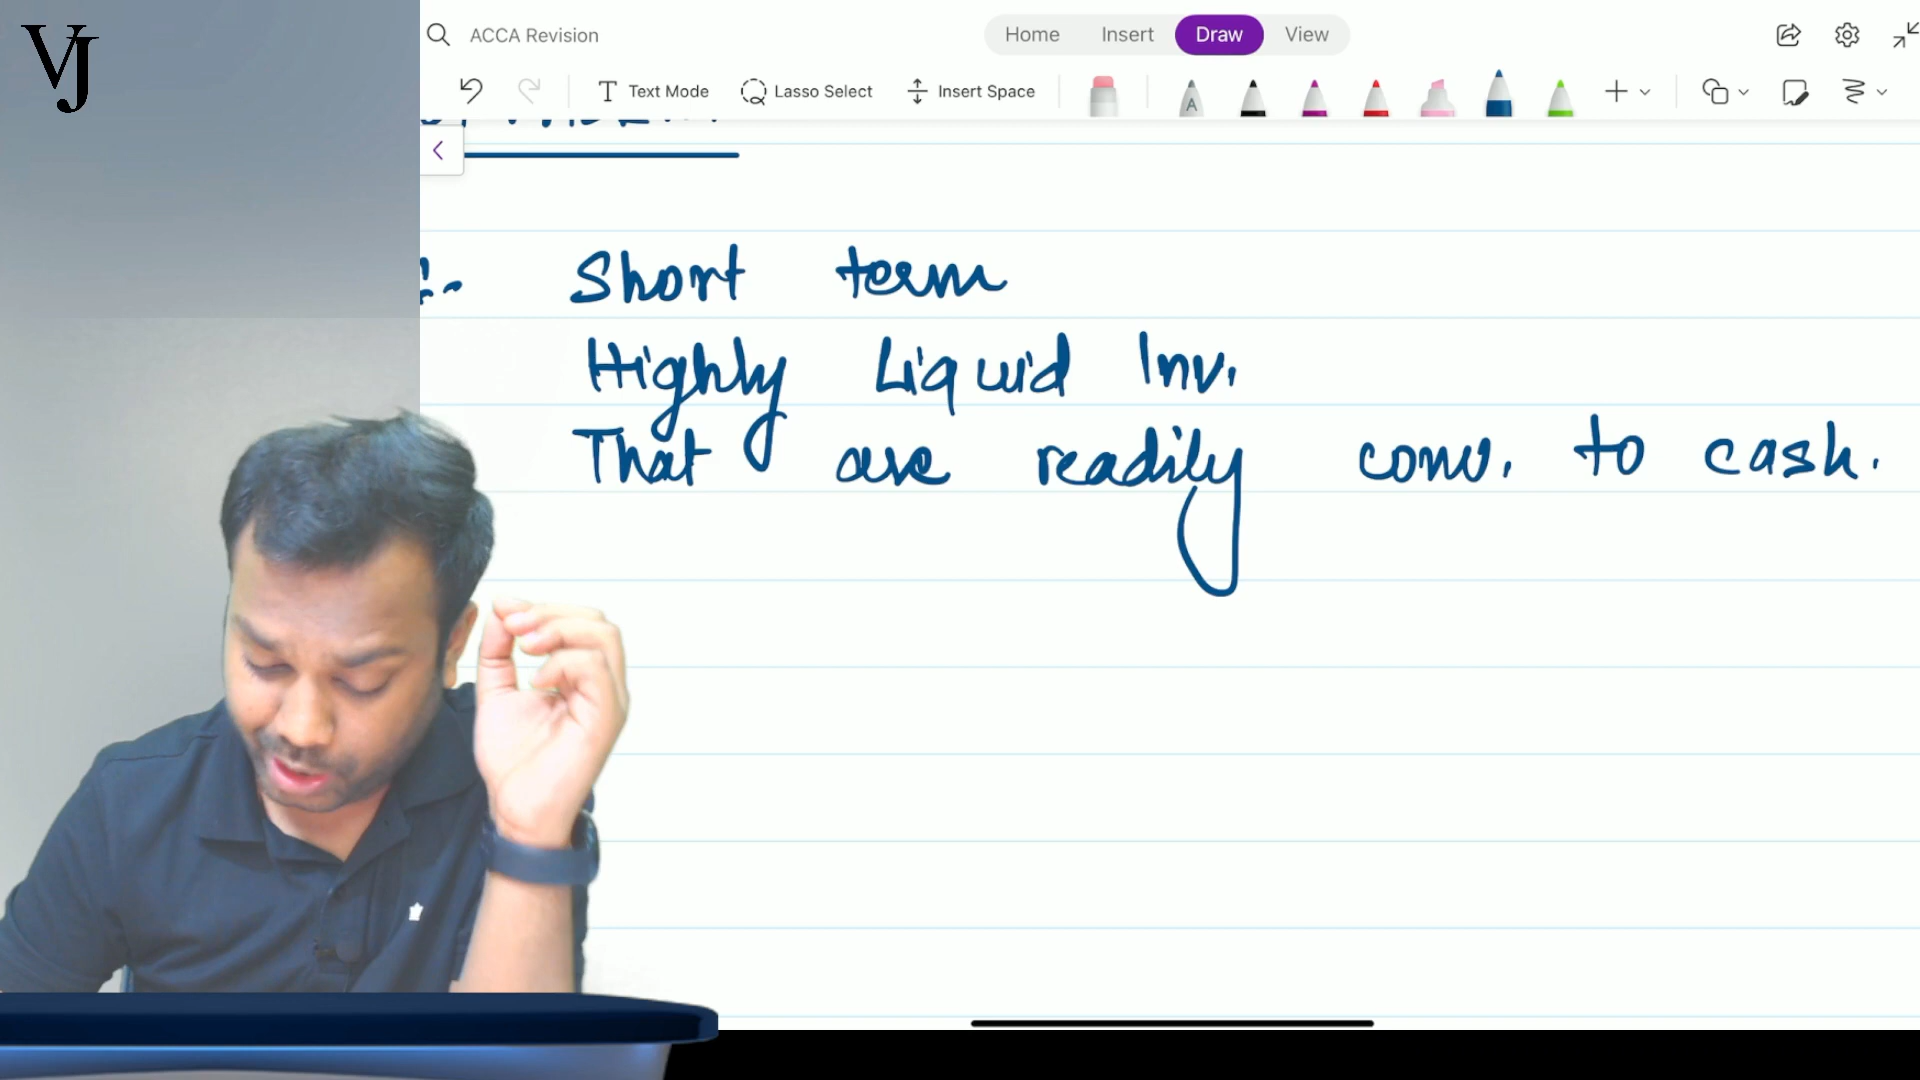 VJ
ACCA Revision
Home Insert Draw View
Text Mode Lasso Select Insert Space
A
Short term
Highly Liquid Inv.
That are readily conv. to cash.